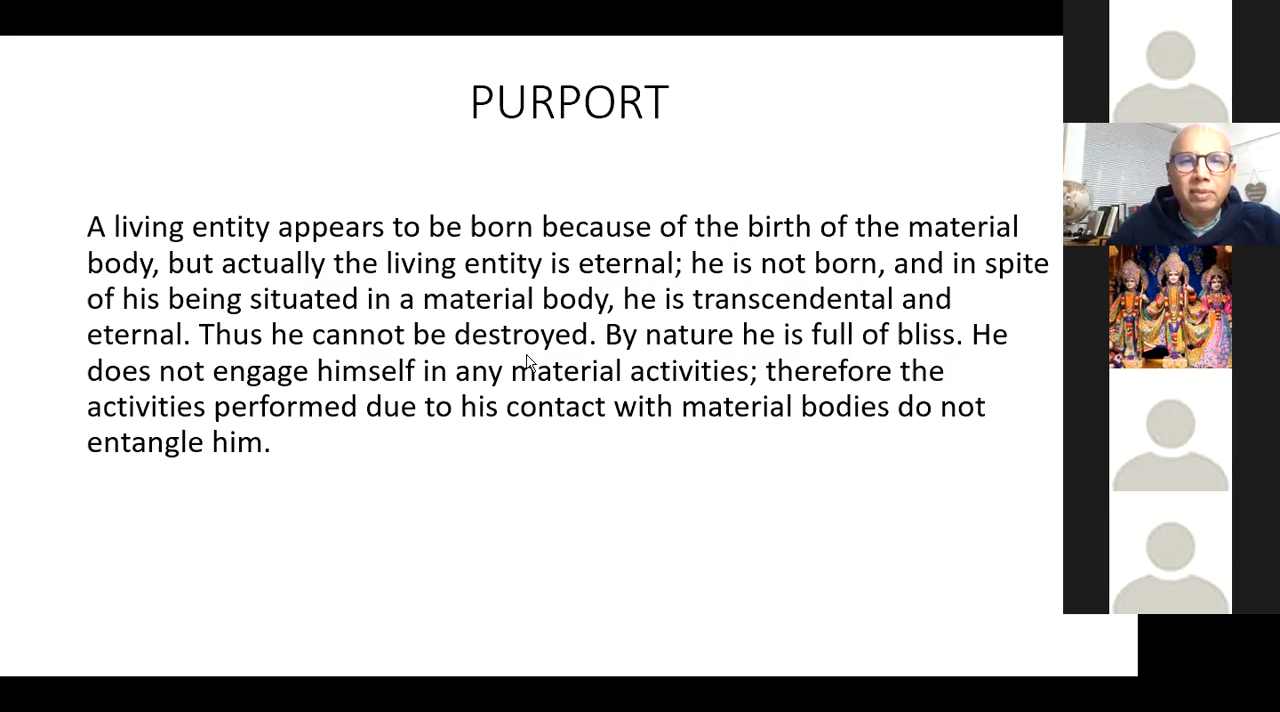 PURPORT
A living entity appears to be born because of the birth of the material
body, but actually the living entity is eternal; he is not born, and in spite
of his being situated in a material body, he is transcendental and
eternal. Thus he cannot be destroyed. By nature he is full of bliss. He
does not engage himself in any material activities; therefore the
activities performed due to his contact with material bodies do not
entangle him.